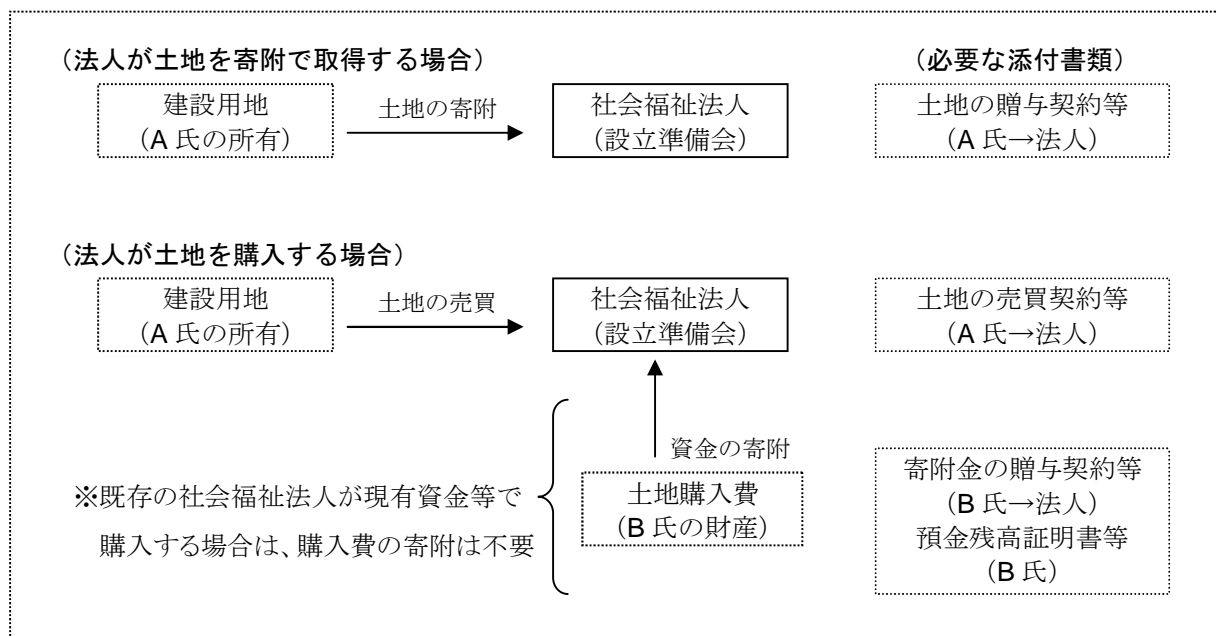 （法人が土地を寄附で取得する場合）
（必要な添付書類）
建設用地
（A 氏の所有）
土地の寄附
社会福祉法人
（設立準備会）
土地の贈与契約等
（A 氏→法人）
（法人が土地を購入する場合）
建設用地
（A 氏の所有）
土地の売買
社会福祉法人
（設立準備会）
土地の売買契約等
（A 氏→法人）
資金の寄附
※既存の社会福祉法人が現有資金等で
購入する場合は、購入費の寄附は不要
土地購入費
（B 氏の財産）
寄附金の贈与契約等
（B 氏→法人）
預金残高証明書等
（B 氏）